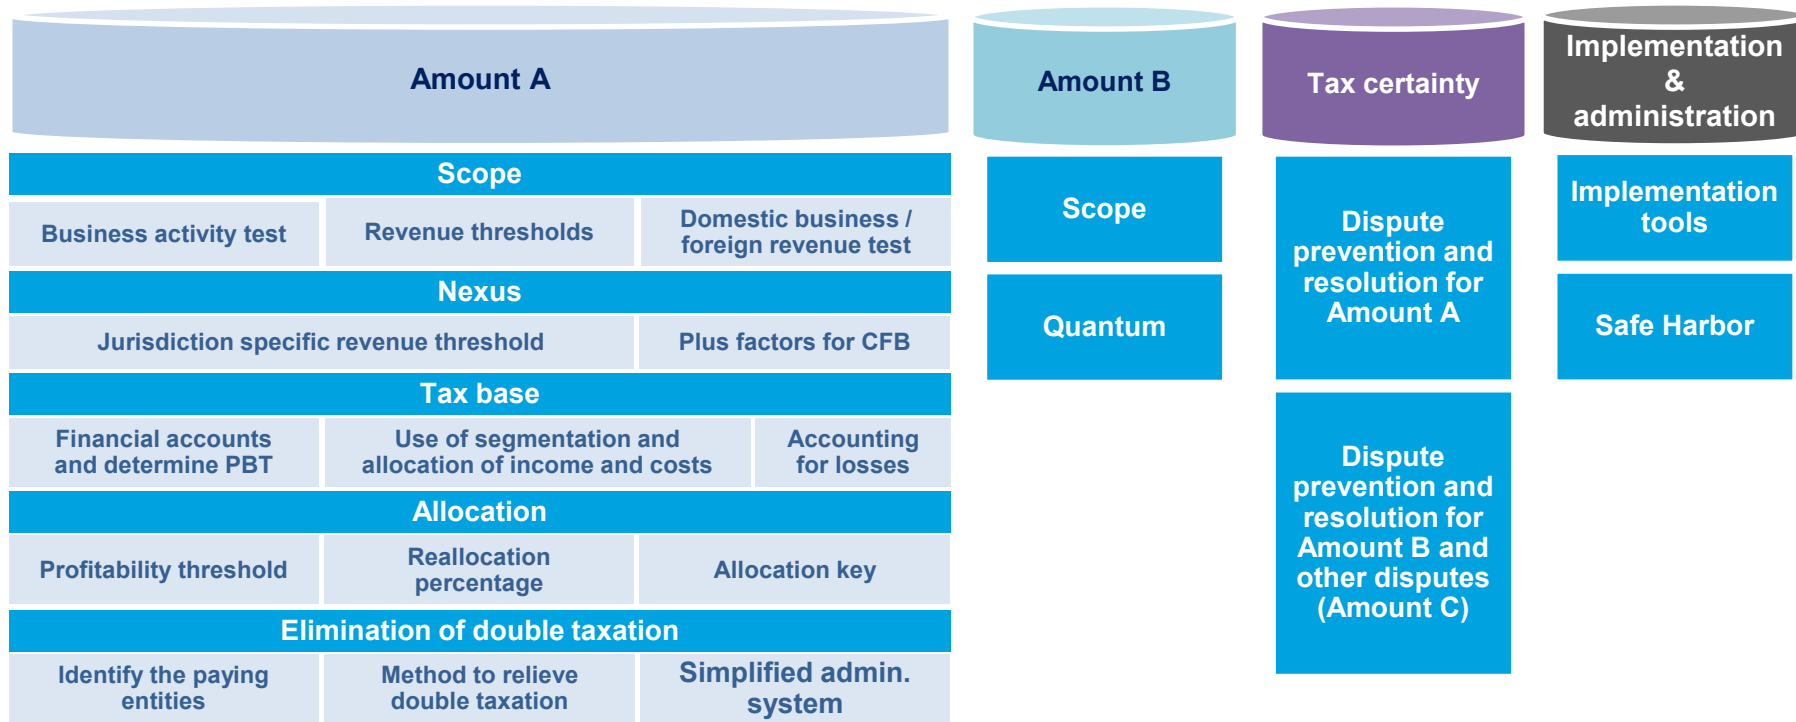 Amount A
Scope
Business activity test
Revenue thresholds
Domestic business /
foreign revenue test
Nexus
Jurisdiction specific revenue threshold
Plus factors for CFB
Tax base
Financial accounts
and determine PBT
Use of segmentation and
allocation of income and costs
Accounting
for losses
Allocation
Profitability threshold
Reallocation
percentage
Allocation key
Elimination of double taxation
Identify the paying
entities
Method to relieve
double taxation
Simplified admin.
system
Amount B
Scope
Quantum
Tax certainty
Dispute
prevention and
resolution for
Amount A
Dispute
prevention and
resolution for
Amount B and
other disputes
(Amount C)
Implementation
&
administration
Implementation
tools
Safe Harbor